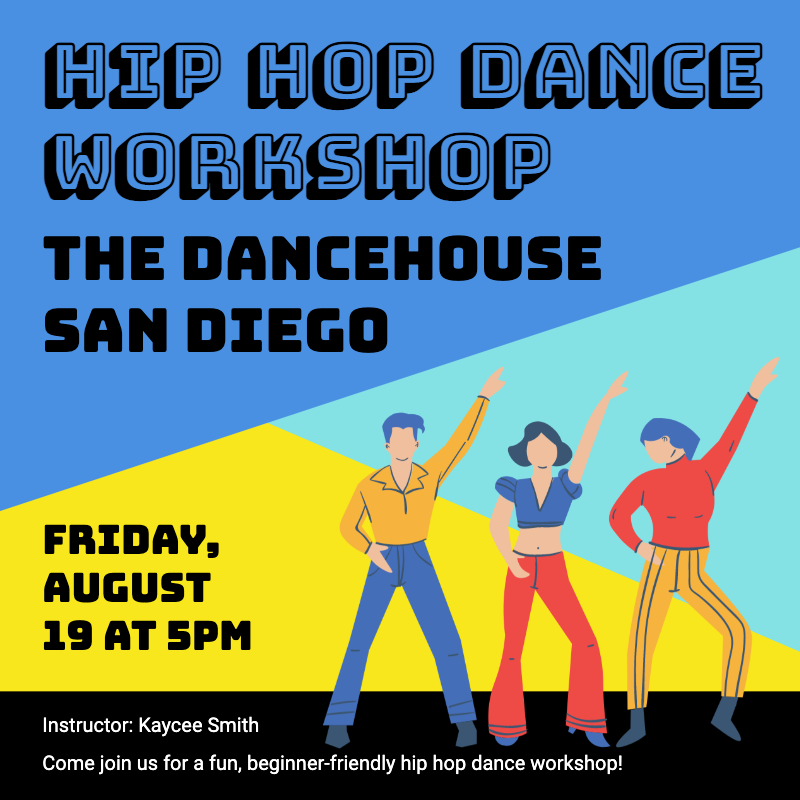 HIP HOP DANCE
WORKSHOP
THE DANCEHOUSE
SAN DIEGO
FRIDAY,
AUGUST
19 AT 5PM
Instructor: Kaycee Smith
Come join us for a fun, beginner-friendly hip hop dance workshop!